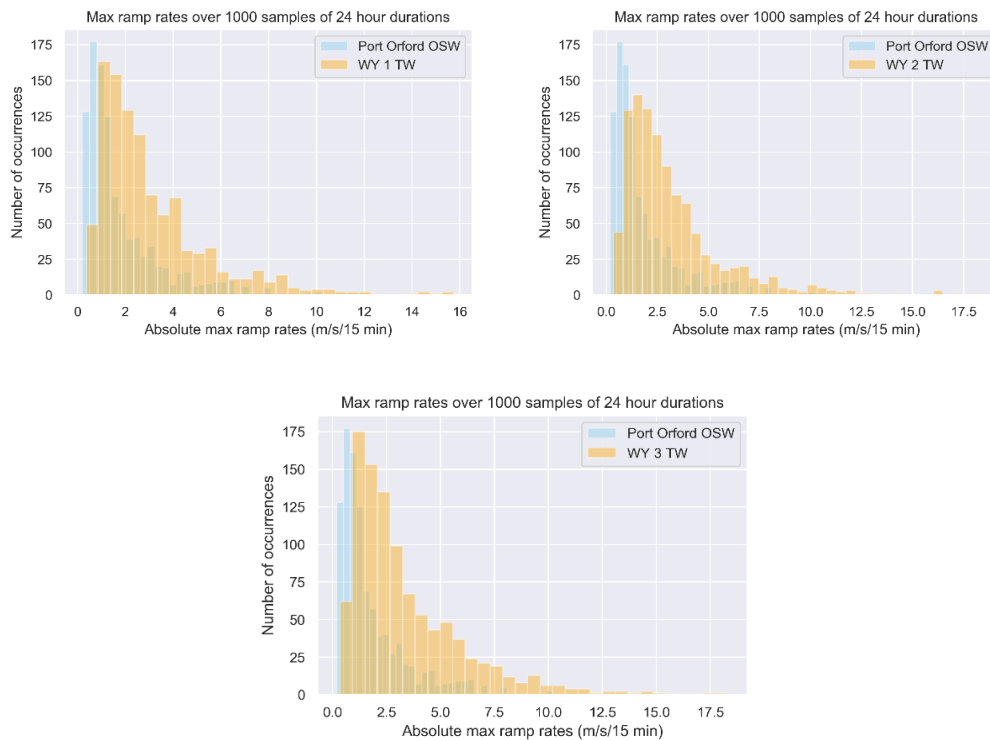 Max ramp rates over 1000 samples of 24 hour durations
Port Orford OSW
WY 1 TW
175
150
125
100
75
50
25
0
Number of occurrences
0 2 4 6 8 10 12 14 16
Absolute max ramp rates (m/s/15 min)
Max ramp rates over 1000 samples of 24 hour durations
Port Orford OSW
WY 2 TW
175
150
125
100
75
50
25
0
Number of occurrences
0.0 2.5 5.0 7.5 10.0 12.5 15.0 17.5
Absolute max ramp rates (m/s/15 min)
Max ramp rates over 1000 samples of 24 hour durations
Port Orford OSW
WY 3 TW
175
150
125
100
75
50
25
0
Number of occurrences
0.0 2.5 5.0 7.5 10.0 12.5 15.0 17.5
Absolute max ramp rates (m/s/15 min)